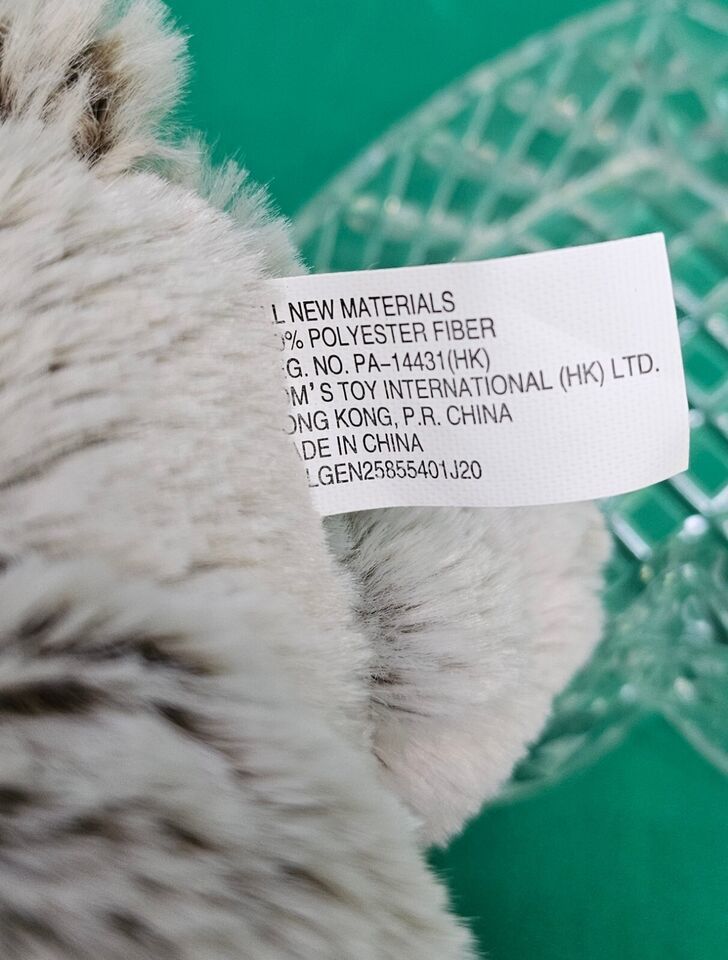 L NEW MATERIALS
% POLYESTER FIBER
G. NO. PA-14431(HK)
M'S TOY INTERNATIONAL (HK) LTD.
ONG KONG, P.R. CHINA
DE IN CHINA
LGEN25855401J20